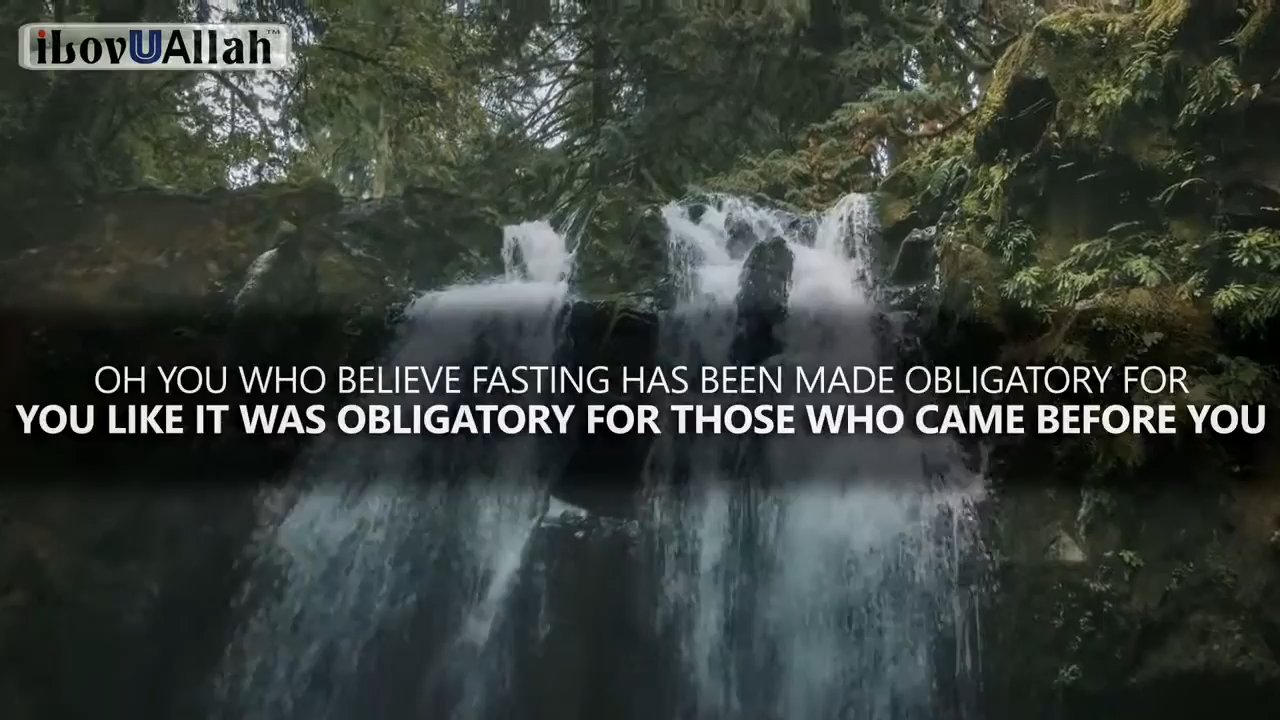 iLovUAllah™
OH YOU WHO BELIEVE FASTING HAS BEEN MADE OBLIGATORY FOR
YOU LIKE IT WAS OBLIGATORY FOR THOSE WHO CAME BEFORE YOU